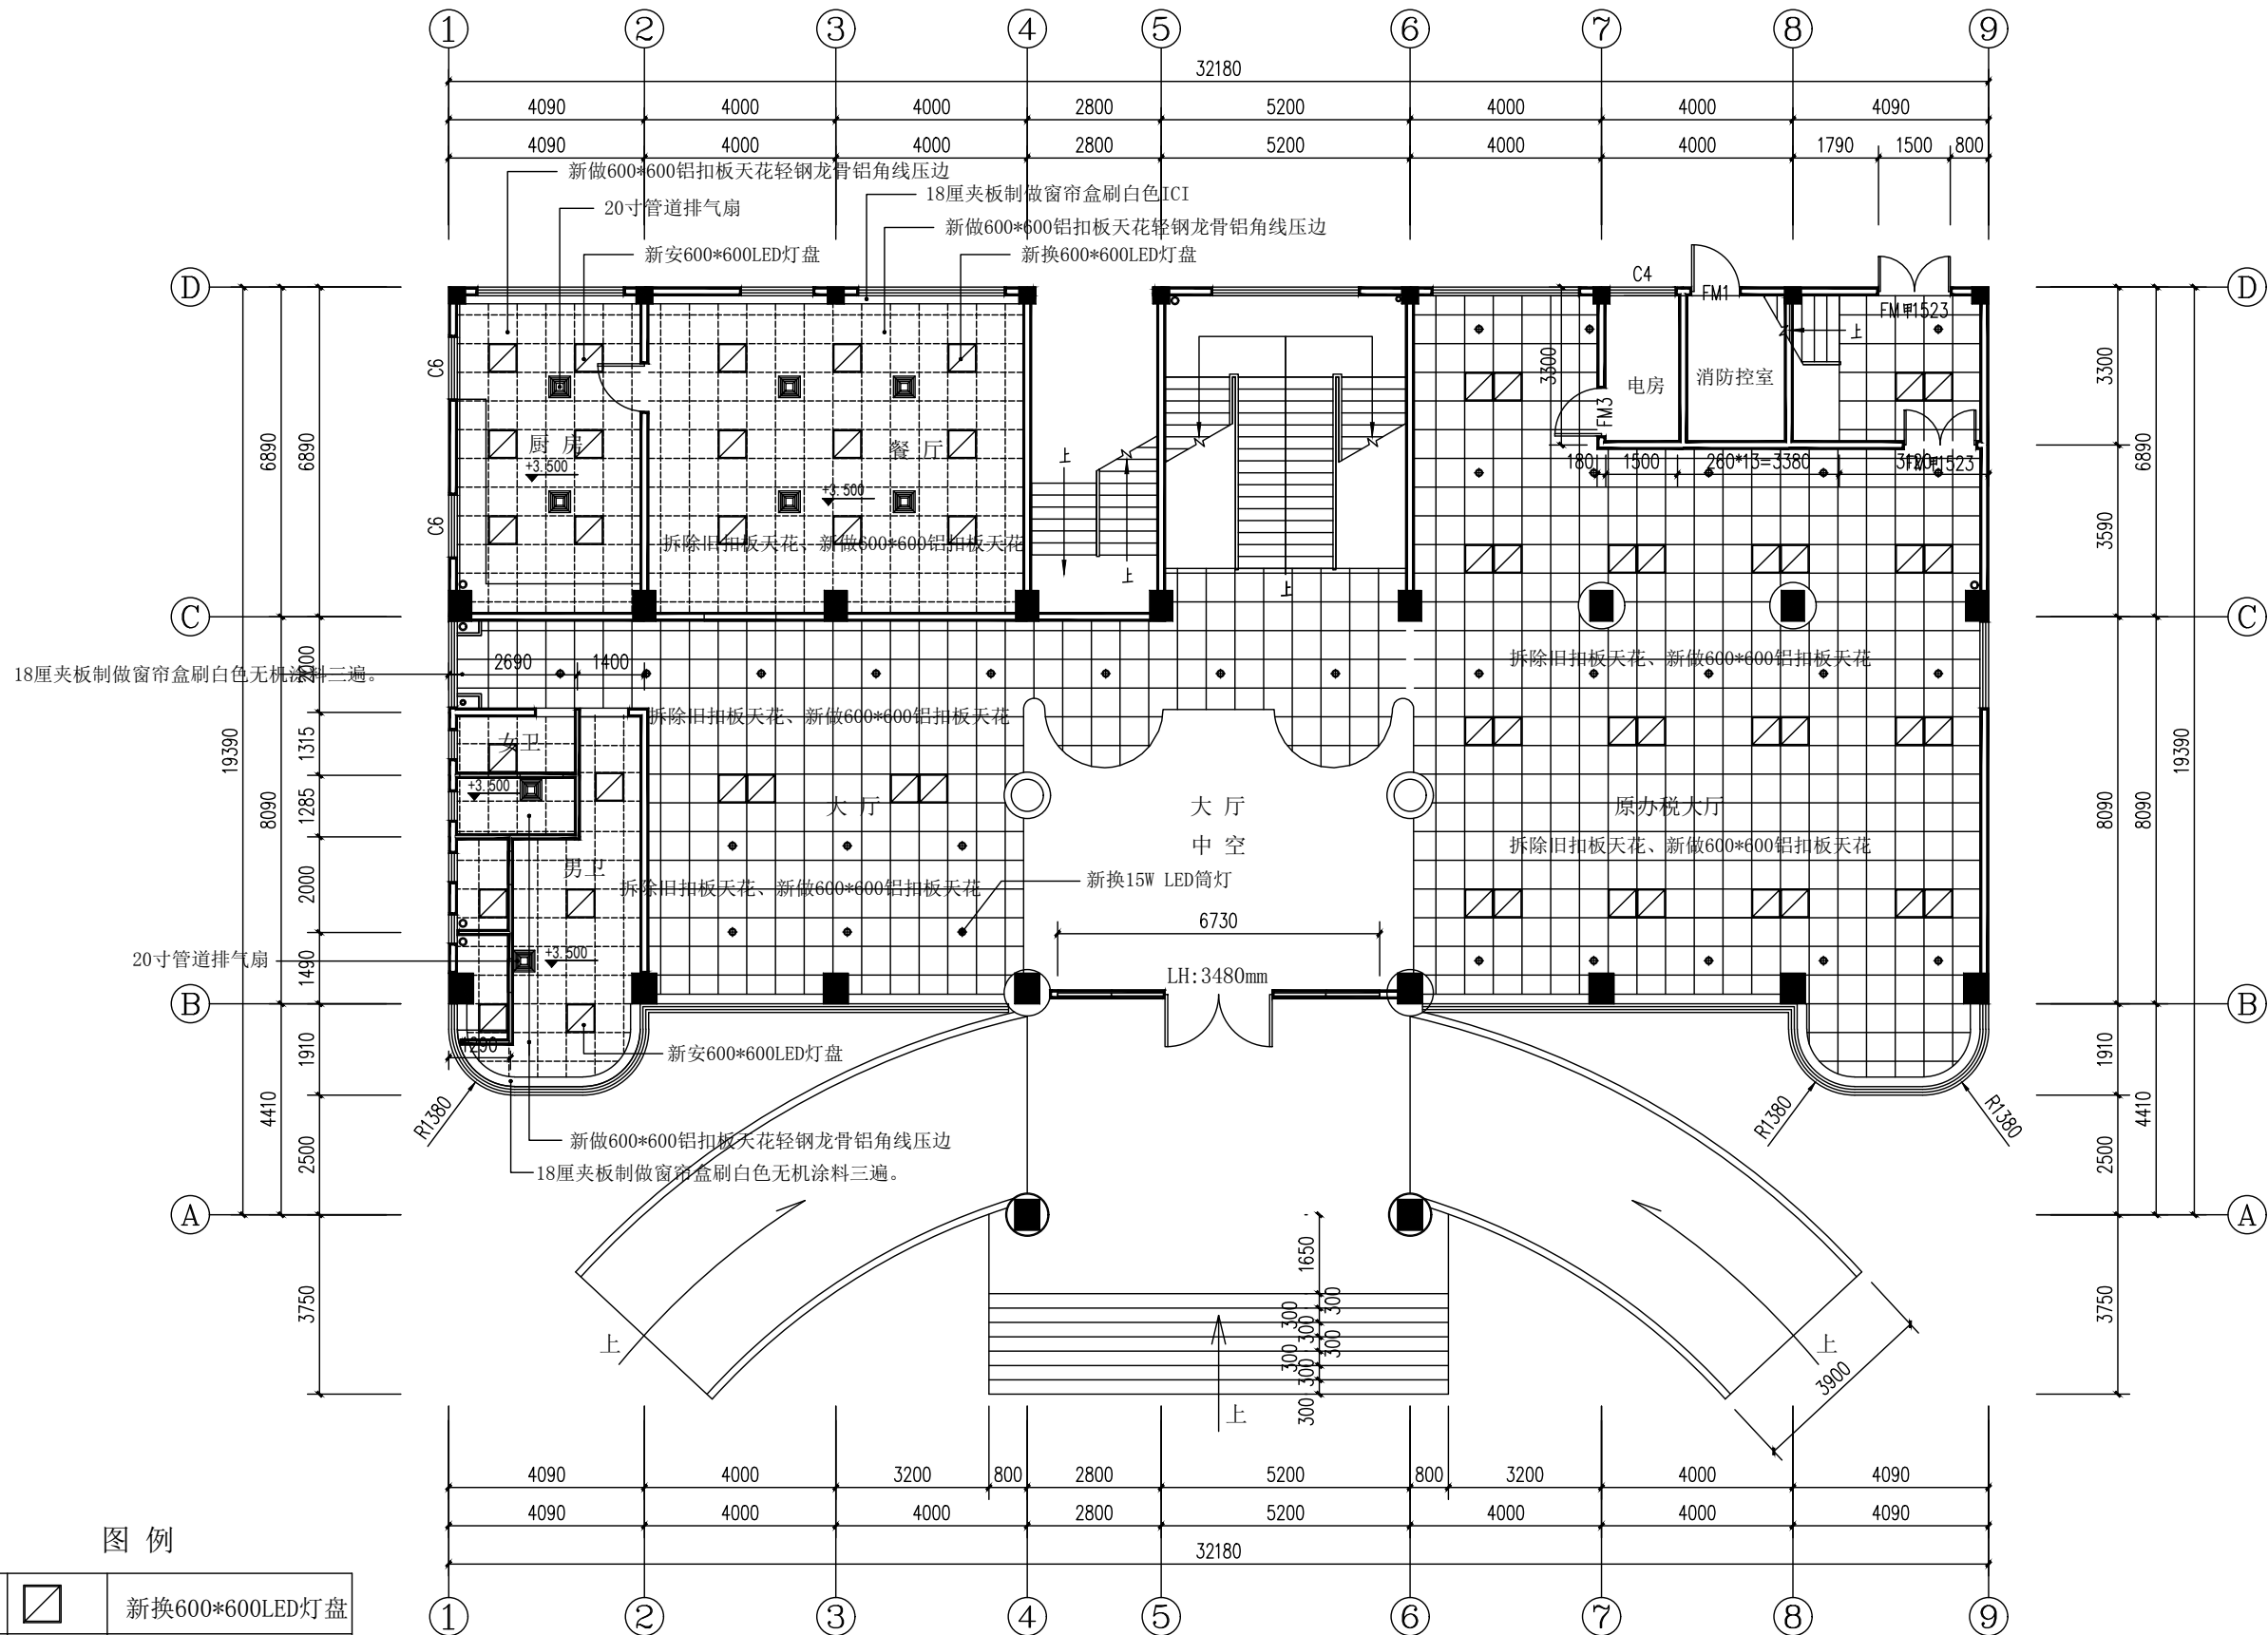 1 2 3 4 5 6 7 8 9
32180
4090 4000 4000 2800 5200 4000 4000 4090
4090 4000 4000 2800 5200 4000 4000 1790 1500 800
新做600*600铝扣板天花轻钢龙骨铝角线压边
18厘夹板制做窗帘盒刷白色ICI
20寸管道排气扇
新做600*600铝扣板天花轻钢龙骨铝角线压边
新安600*600LED灯盘
新换600*600LED灯盘
D
C4
D
FM1
FM甲1523
上
C6
3300
电房
消防控室
3300
FM3
厨 房
餐 厅
+3.500
+3.500
6890
6890
上
180
1500
260*13=3380
6890
C6
拆除旧扣板天花、新做600*600铝扣板天花
3590
上
上
C
C
2690
1400
2000
18厘夹板制做窗帘盒刷白色无机涂料三遍。
拆除旧扣板天花、新做600*600铝扣板天花
拆除旧扣板天花、新做600*600铝扣板天花
女卫
19390
1315
19390
+3.500
1285
8090
大 厅
大 厅
原办税大厅
8090
8090
中 空
拆除旧扣板天花、新做600*600铝扣板天花
男卫
2000
拆除旧扣板天花、新做600*600铝扣板天花
新换15W LED筒灯
6730
20寸管道排气扇
+3.500
1490
LH:3480mm
B
B
1290
新安600*600LED灯盘
1910
1910
4410
R1380
R1380
R1380
4410
新做600*600铝扣板天花轻钢龙骨铝角线压边
2500
2500
18厘夹板制做窗帘盒刷白色无机涂料三遍。
A
A
1650
3750
300
300
300
300
300
300
300
3750
上
上
3900
上
4090 4000 3200 800 2800 5200 800 3200 4000 4090
4090 4000 4000 2800 5200 4000 4000 4090
32180
图 例
新换600*600LED灯盘
1 2 3 4 5 6 7 8 9